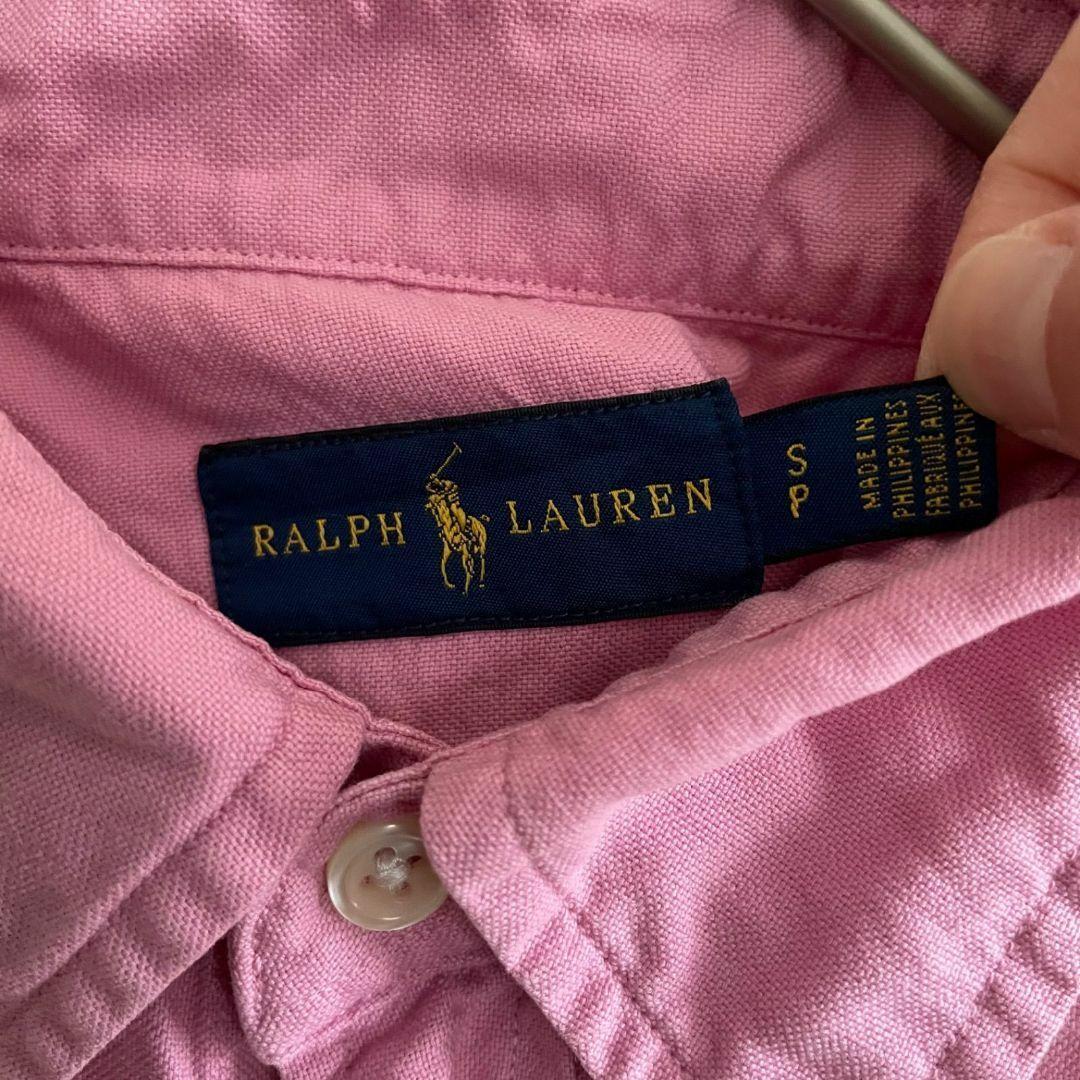 RALPH LAUREN
S
P
MADE IN
PHILIPPINES
FABRIQUÉ AUX
PHILIPPINES